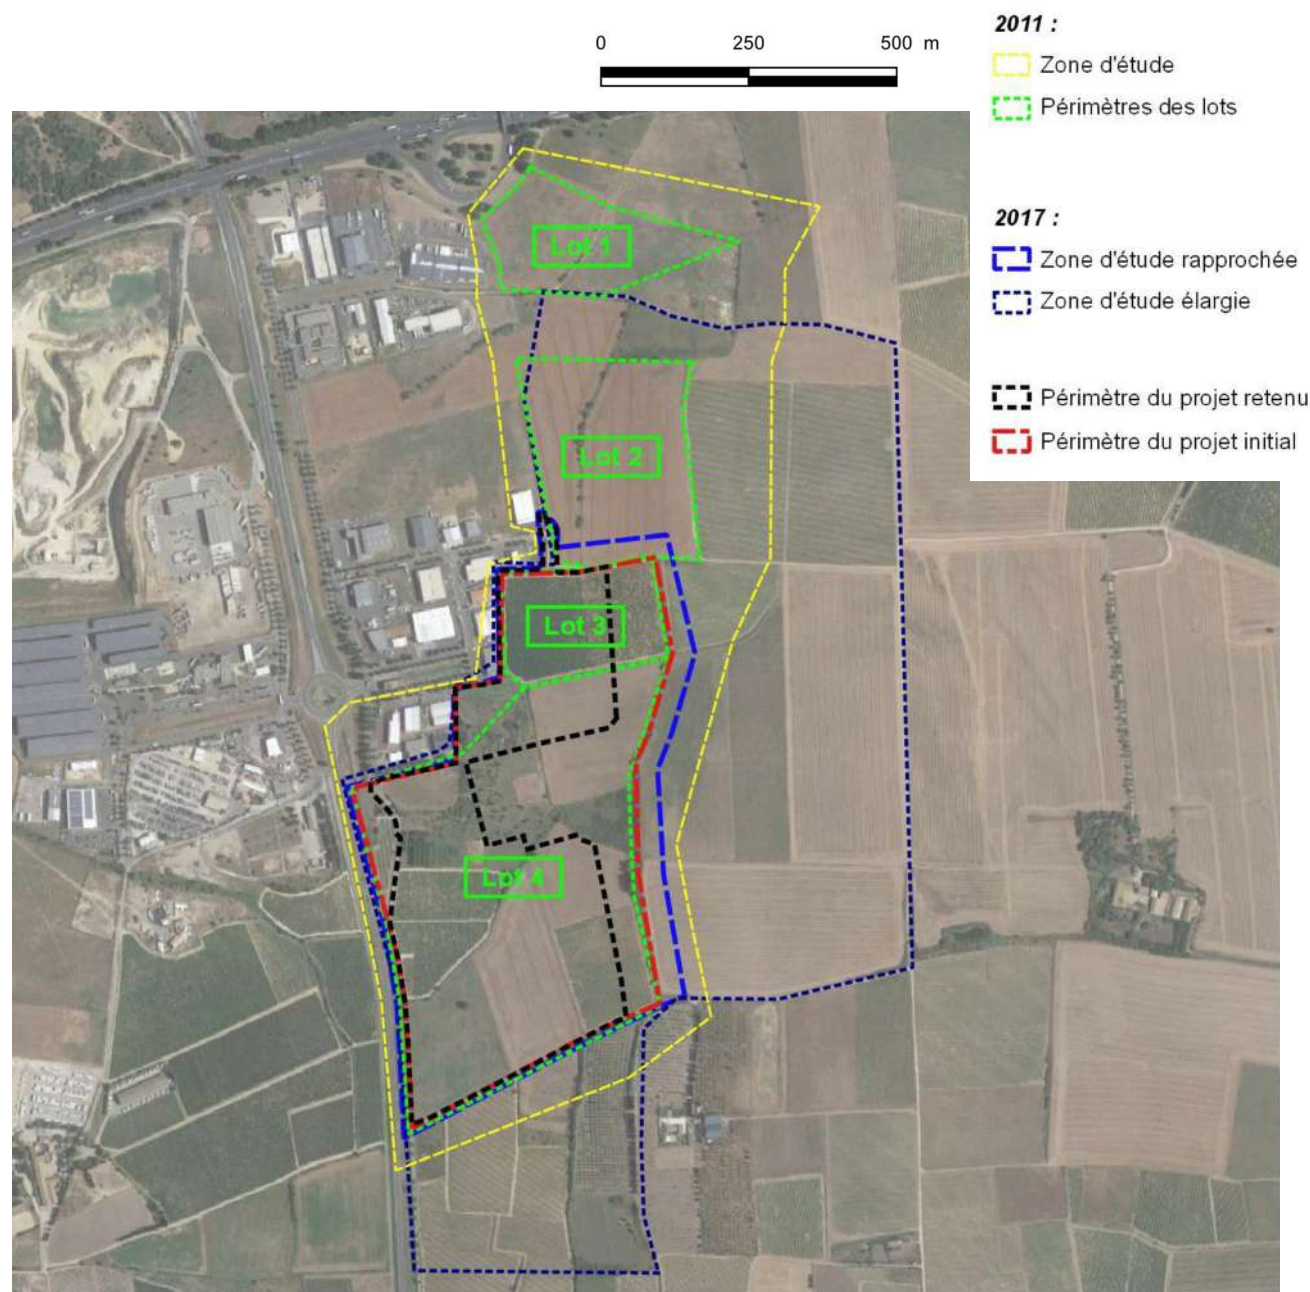 0 250 500 m
2011 :
Zone d'étude
Périmètres des lots
2017 :
Zone d'étude rapprochée
Zone d'étude élargie
Périmètre du projet retenu
Périmètre du projet initial
Lot 1
Lot 2
Lot 3
Lot 4